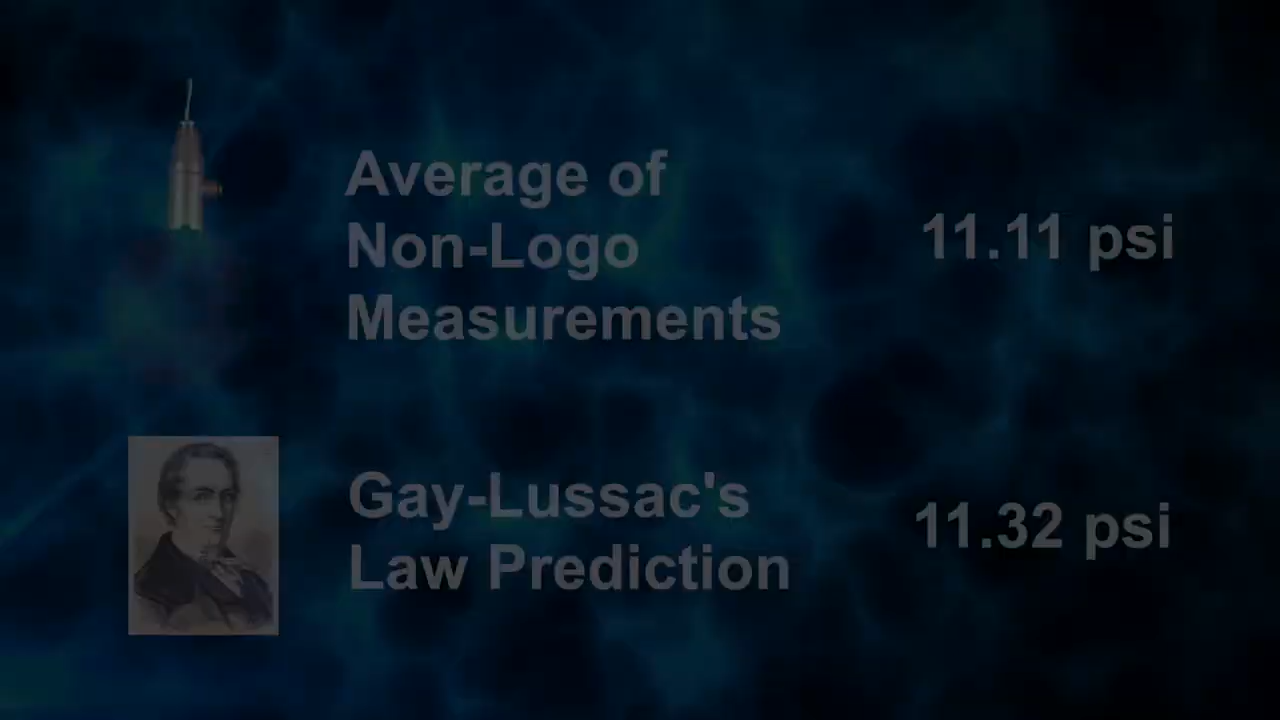 Average of
Non-Logo
Measurements
11.11 psi
Gay-Lussac's
Law Prediction
11.32 psi